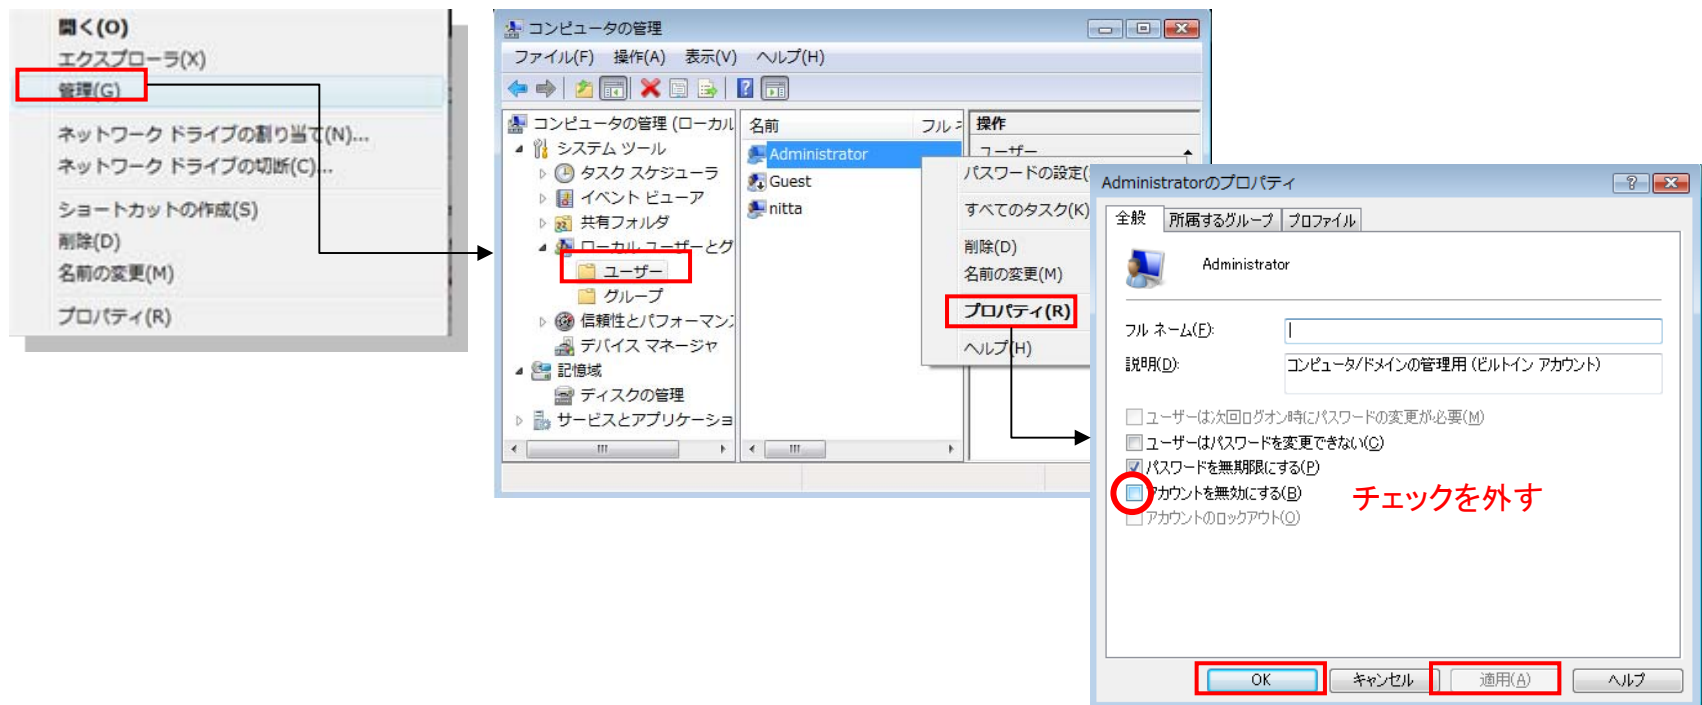 開く(O)
エクスプローラ(X)
管理(G)
ネットワーク ドライブの割り当て(N)...
ネットワーク ドライブの切断(C)...
ショートカットの作成(S)
削除(D)
名前の変更(M)
プロパティ(R)
コンピュータの管理
ファイル(F) 操作(A) 表示(V) ヘルプ(H)
コンピュータの管理 (ローカル
システム ツール
タスク スケジューラ
イベント ビューア
共有フォルダ
ローカル ユーザーとグ
ユーザー
グループ
信頼性とパフォーマンス
デバイス マネージャ
記憶域
ディスクの管理
サービスとアプリケーショ
名前 フル ネ
Administrator
Guest
nitta
操作
ユーザー
パスワードの設定(
すべてのタスク(K)
削除(D)
名前の変更(M)
プロパティ(R)
ヘルプ(H)
Administratorのプロパティ
全般 所属するグループ プロファイル
Administrator
フル ネーム(F):
説明(D): コンピュータ/ドメインの管理用 (ビルトイン アカウント)
ユーザーは次回ログオン時にパスワードの変更が必要(M)
ユーザーはパスワードを変更できない(C)
パスワードを無期限にする(P)
アカウントを無効にする(B)
アカウントのロックアウト(O)
チェックを外す
OK キャンセル 適用(A) ヘルプ